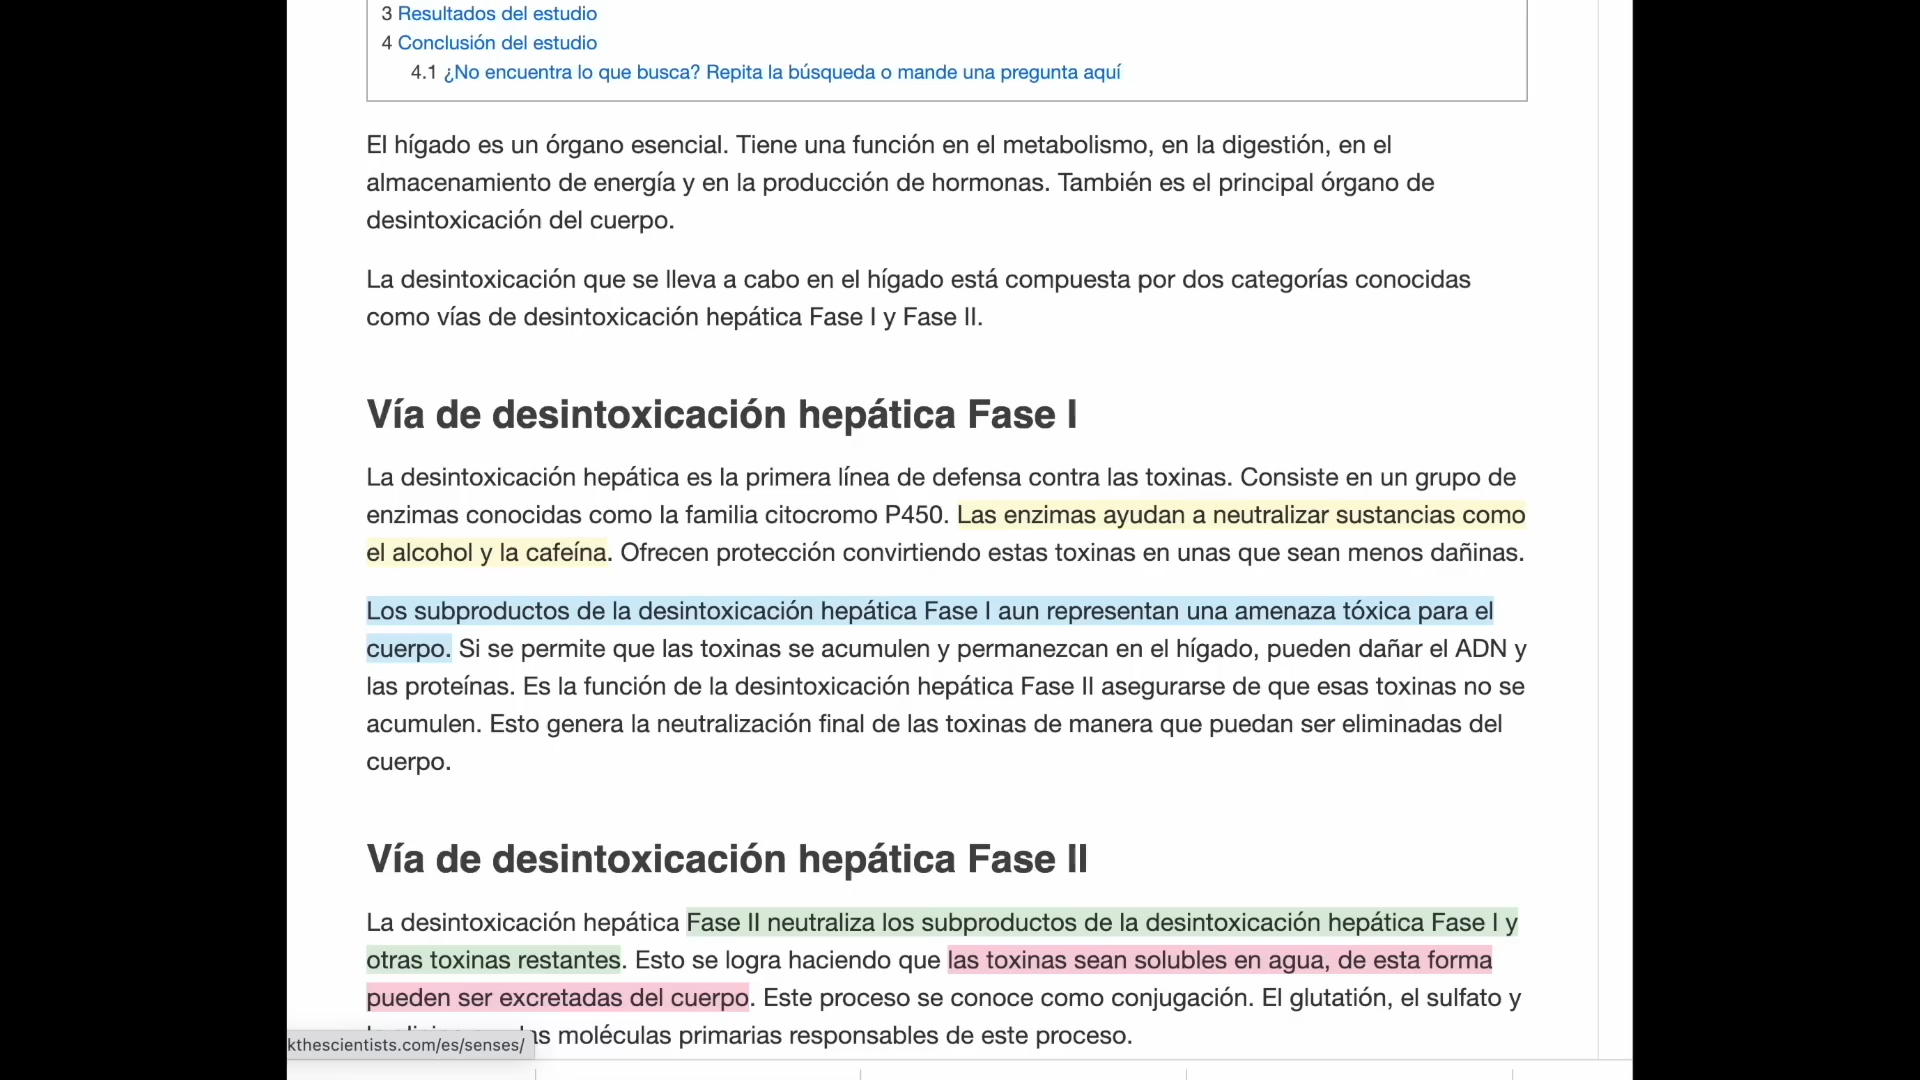 3 Resultados del estudio
4 Conclusión del estudio
4.1 ¿No encuentra lo que busca? Repita la búsqueda o mande una pregunta aquí
El hígado es un órgano esencial. Tiene una función en el metabolismo, en la digestión, en el
almacenamiento de energía y en la producción de hormonas. También es el principal órgano de
desintoxicación del cuerpo.
La desintoxicación que se lleva a cabo en el hígado está compuesta por dos categorías conocidas
como vías de desintoxicación hepática Fase I y Fase II.
Vía de desintoxicación hepática Fase I
La desintoxicación hepática es la primera línea de defensa contra las toxinas. Consiste en un grupo de
enzimas conocidas como la familia citocromo P450. Las enzimas ayudan a neutralizar sustancias como
el alcohol y la cafeína. Ofrecen protección convirtiendo estas toxinas en unas que sean menos dañinas.
Los subproductos de la desintoxicación hepática Fase I aun representan una amenaza tóxica para el
cuerpo. Si se permite que las toxinas se acumulen y permanezcan en el hígado, pueden dañar el ADN y
las proteínas. Es la función de la desintoxicación hepática Fase II asegurarse de que esas toxinas no se
acumulen. Esto genera la neutralización final de las toxinas de manera que puedan ser eliminadas del
cuerpo.
Vía de desintoxicación hepática Fase II
La desintoxicación hepática Fase II neutraliza los subproductos de la desintoxicación hepática Fase I y
otras toxinas restantes. Esto se logra haciendo que las toxinas sean solubles en agua, de esta forma
pueden ser excretadas del cuerpo. Este proceso se conoce como conjugación. El glutatión, el sulfato y
moléculas primarias responsables de este proceso.
kthescientists.com/es/senses/